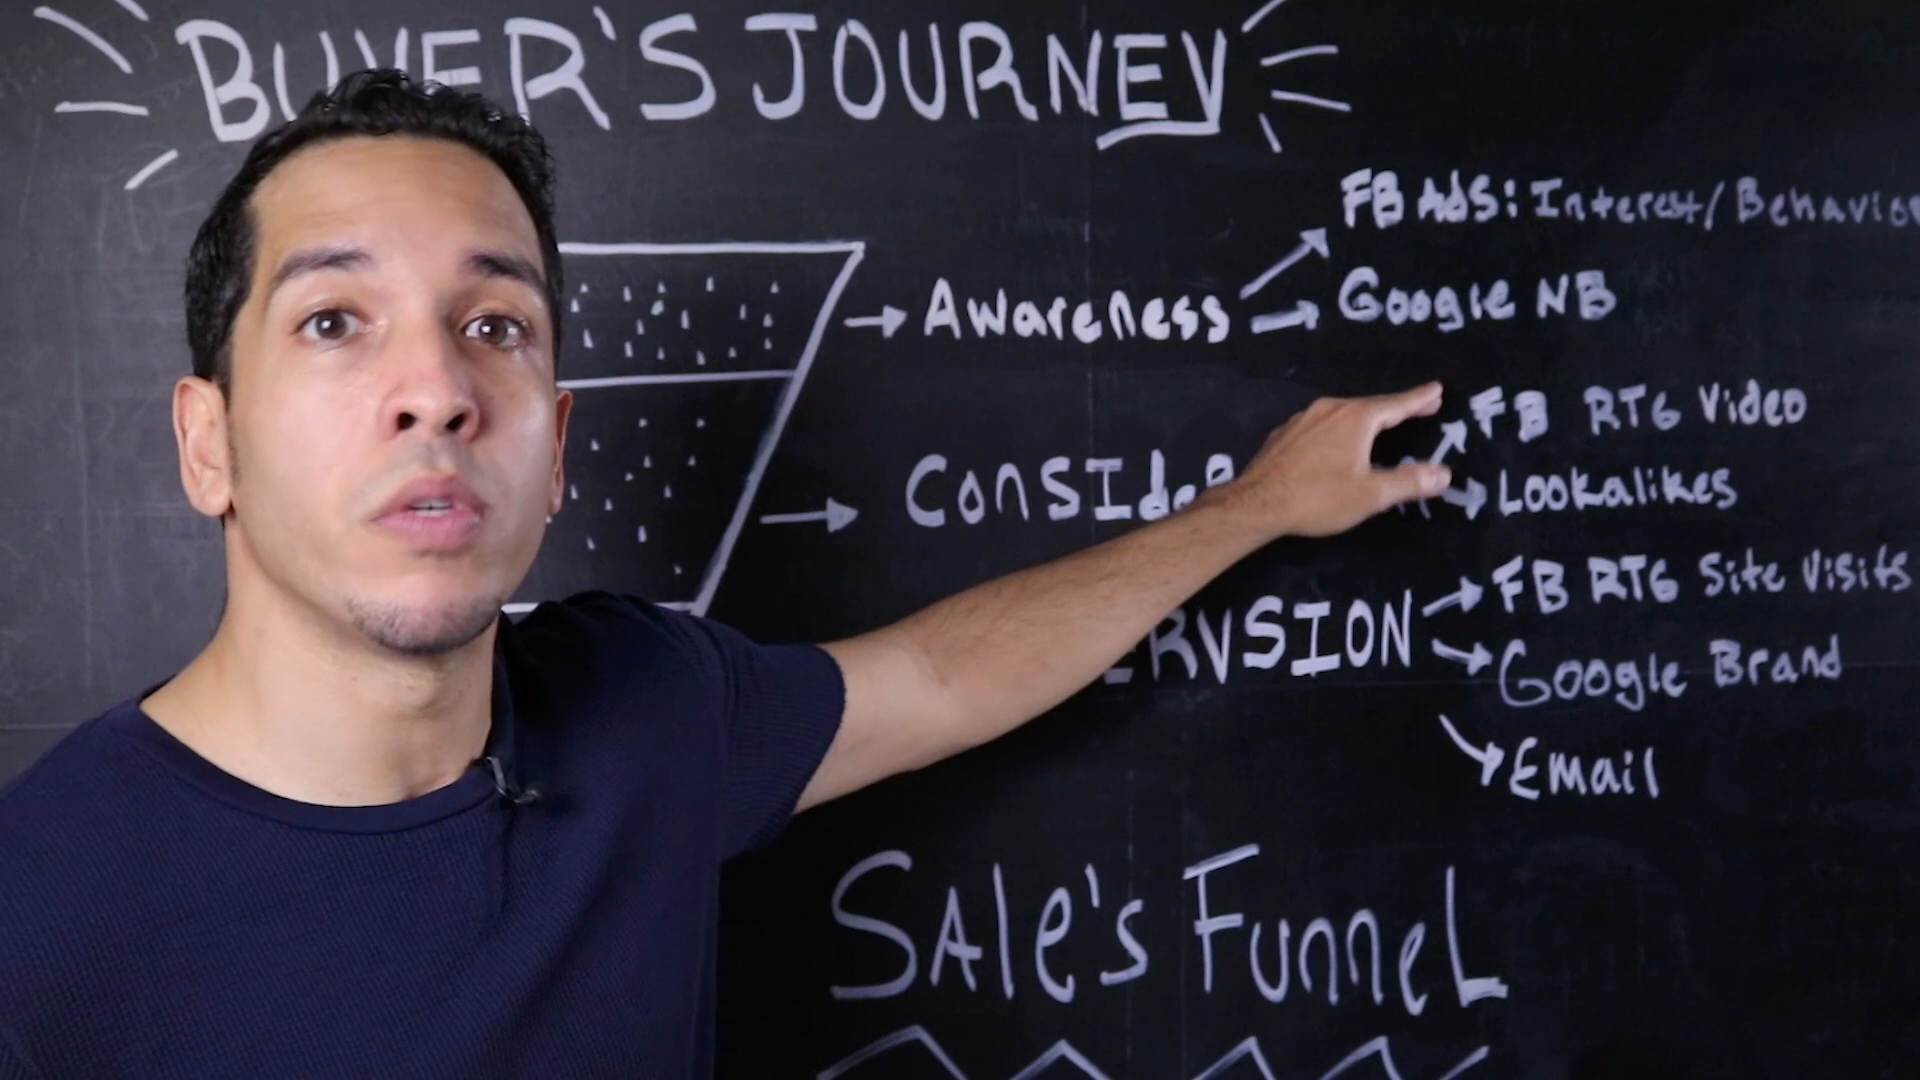 BUYER'S JOURNEY
FB Ads: Interest/Behavior
Awareness
Google NB
FB RTG Video
Lookalikes
FB RTG Site Visits
RVSION
Google Brand
Email
Sale's Funnel